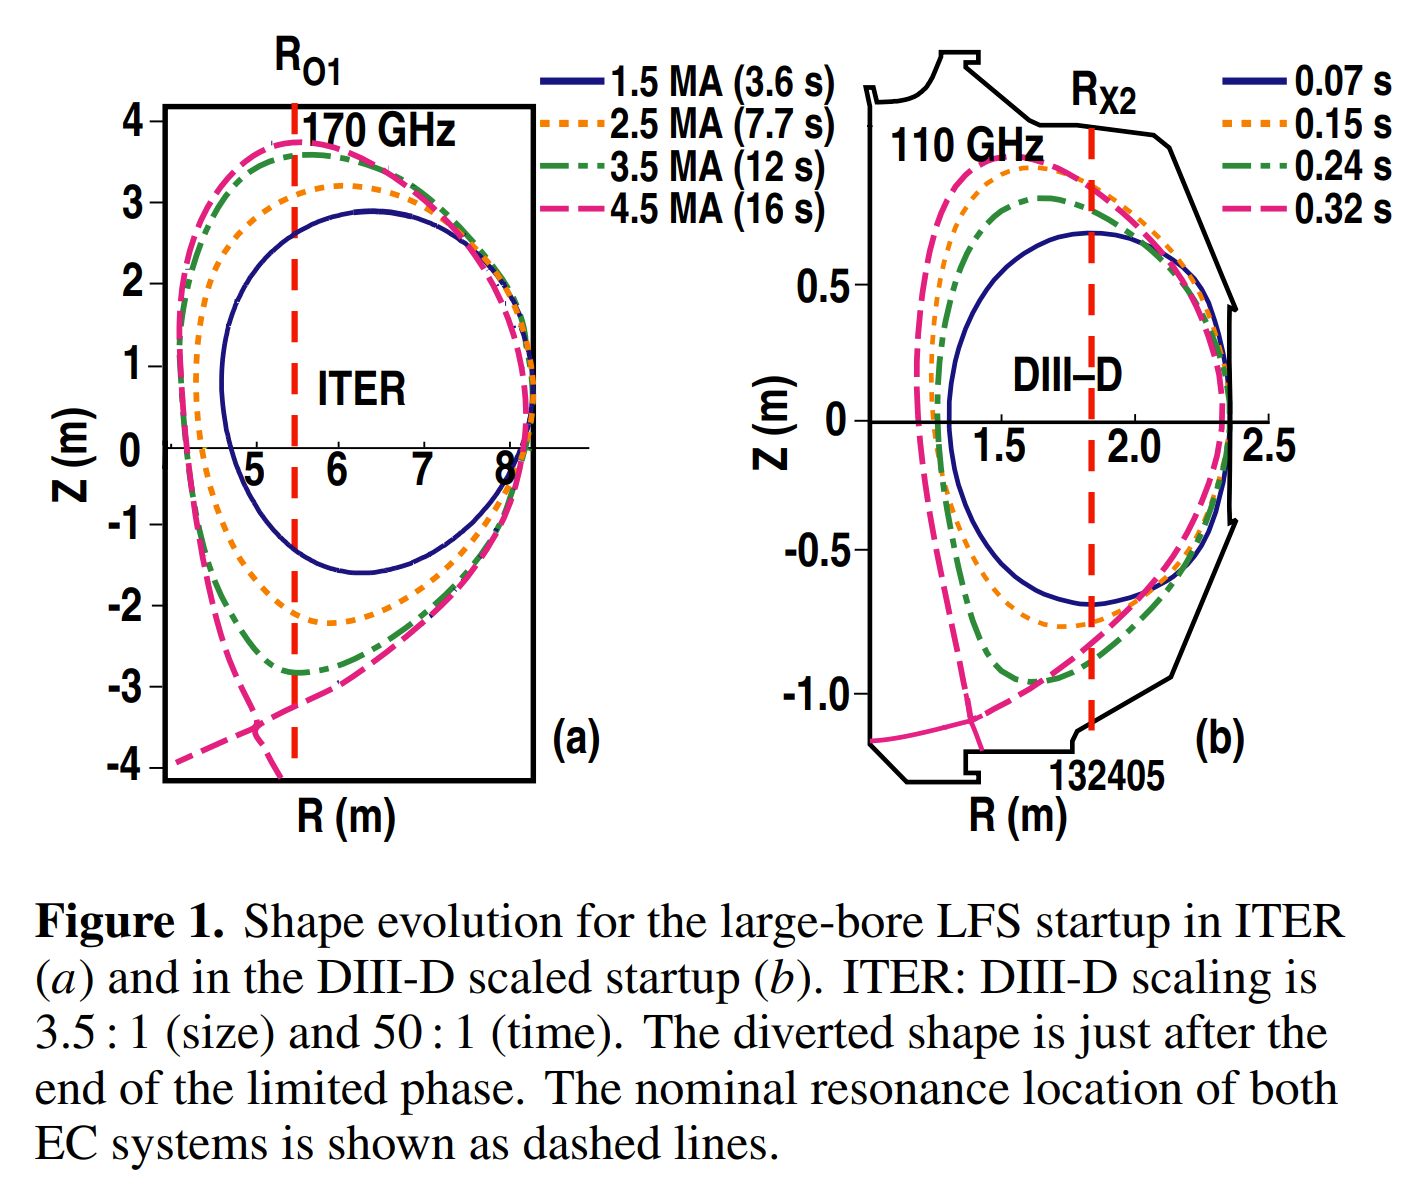 R_O1
170 GHz
1.5 MA (3.6 s)
2.5 MA (7.7 s)
3.5 MA (12 s)
4.5 MA (16 s)
4
3
2
1
0
-1
-2
-3
-4
Z (m)
5 6 7 8
ITER
(a)
R (m)
R_X2
110 GHz
0.07 s
0.15 s
0.24 s
0.32 s
0.5
0
-0.5
-1.0
Z (m)
1.5 2.0 2.5
DIII–D
(b)
132405
R (m)
Figure 1. Shape evolution for the large-bore LFS startup in ITER
(a) and in the DIII-D scaled startup (b). ITER: DIII-D scaling is
3.5 : 1 (size) and 50 : 1 (time). The diverted shape is just after the
end of the limited phase. The nominal resonance location of both
EC systems is shown as dashed lines.